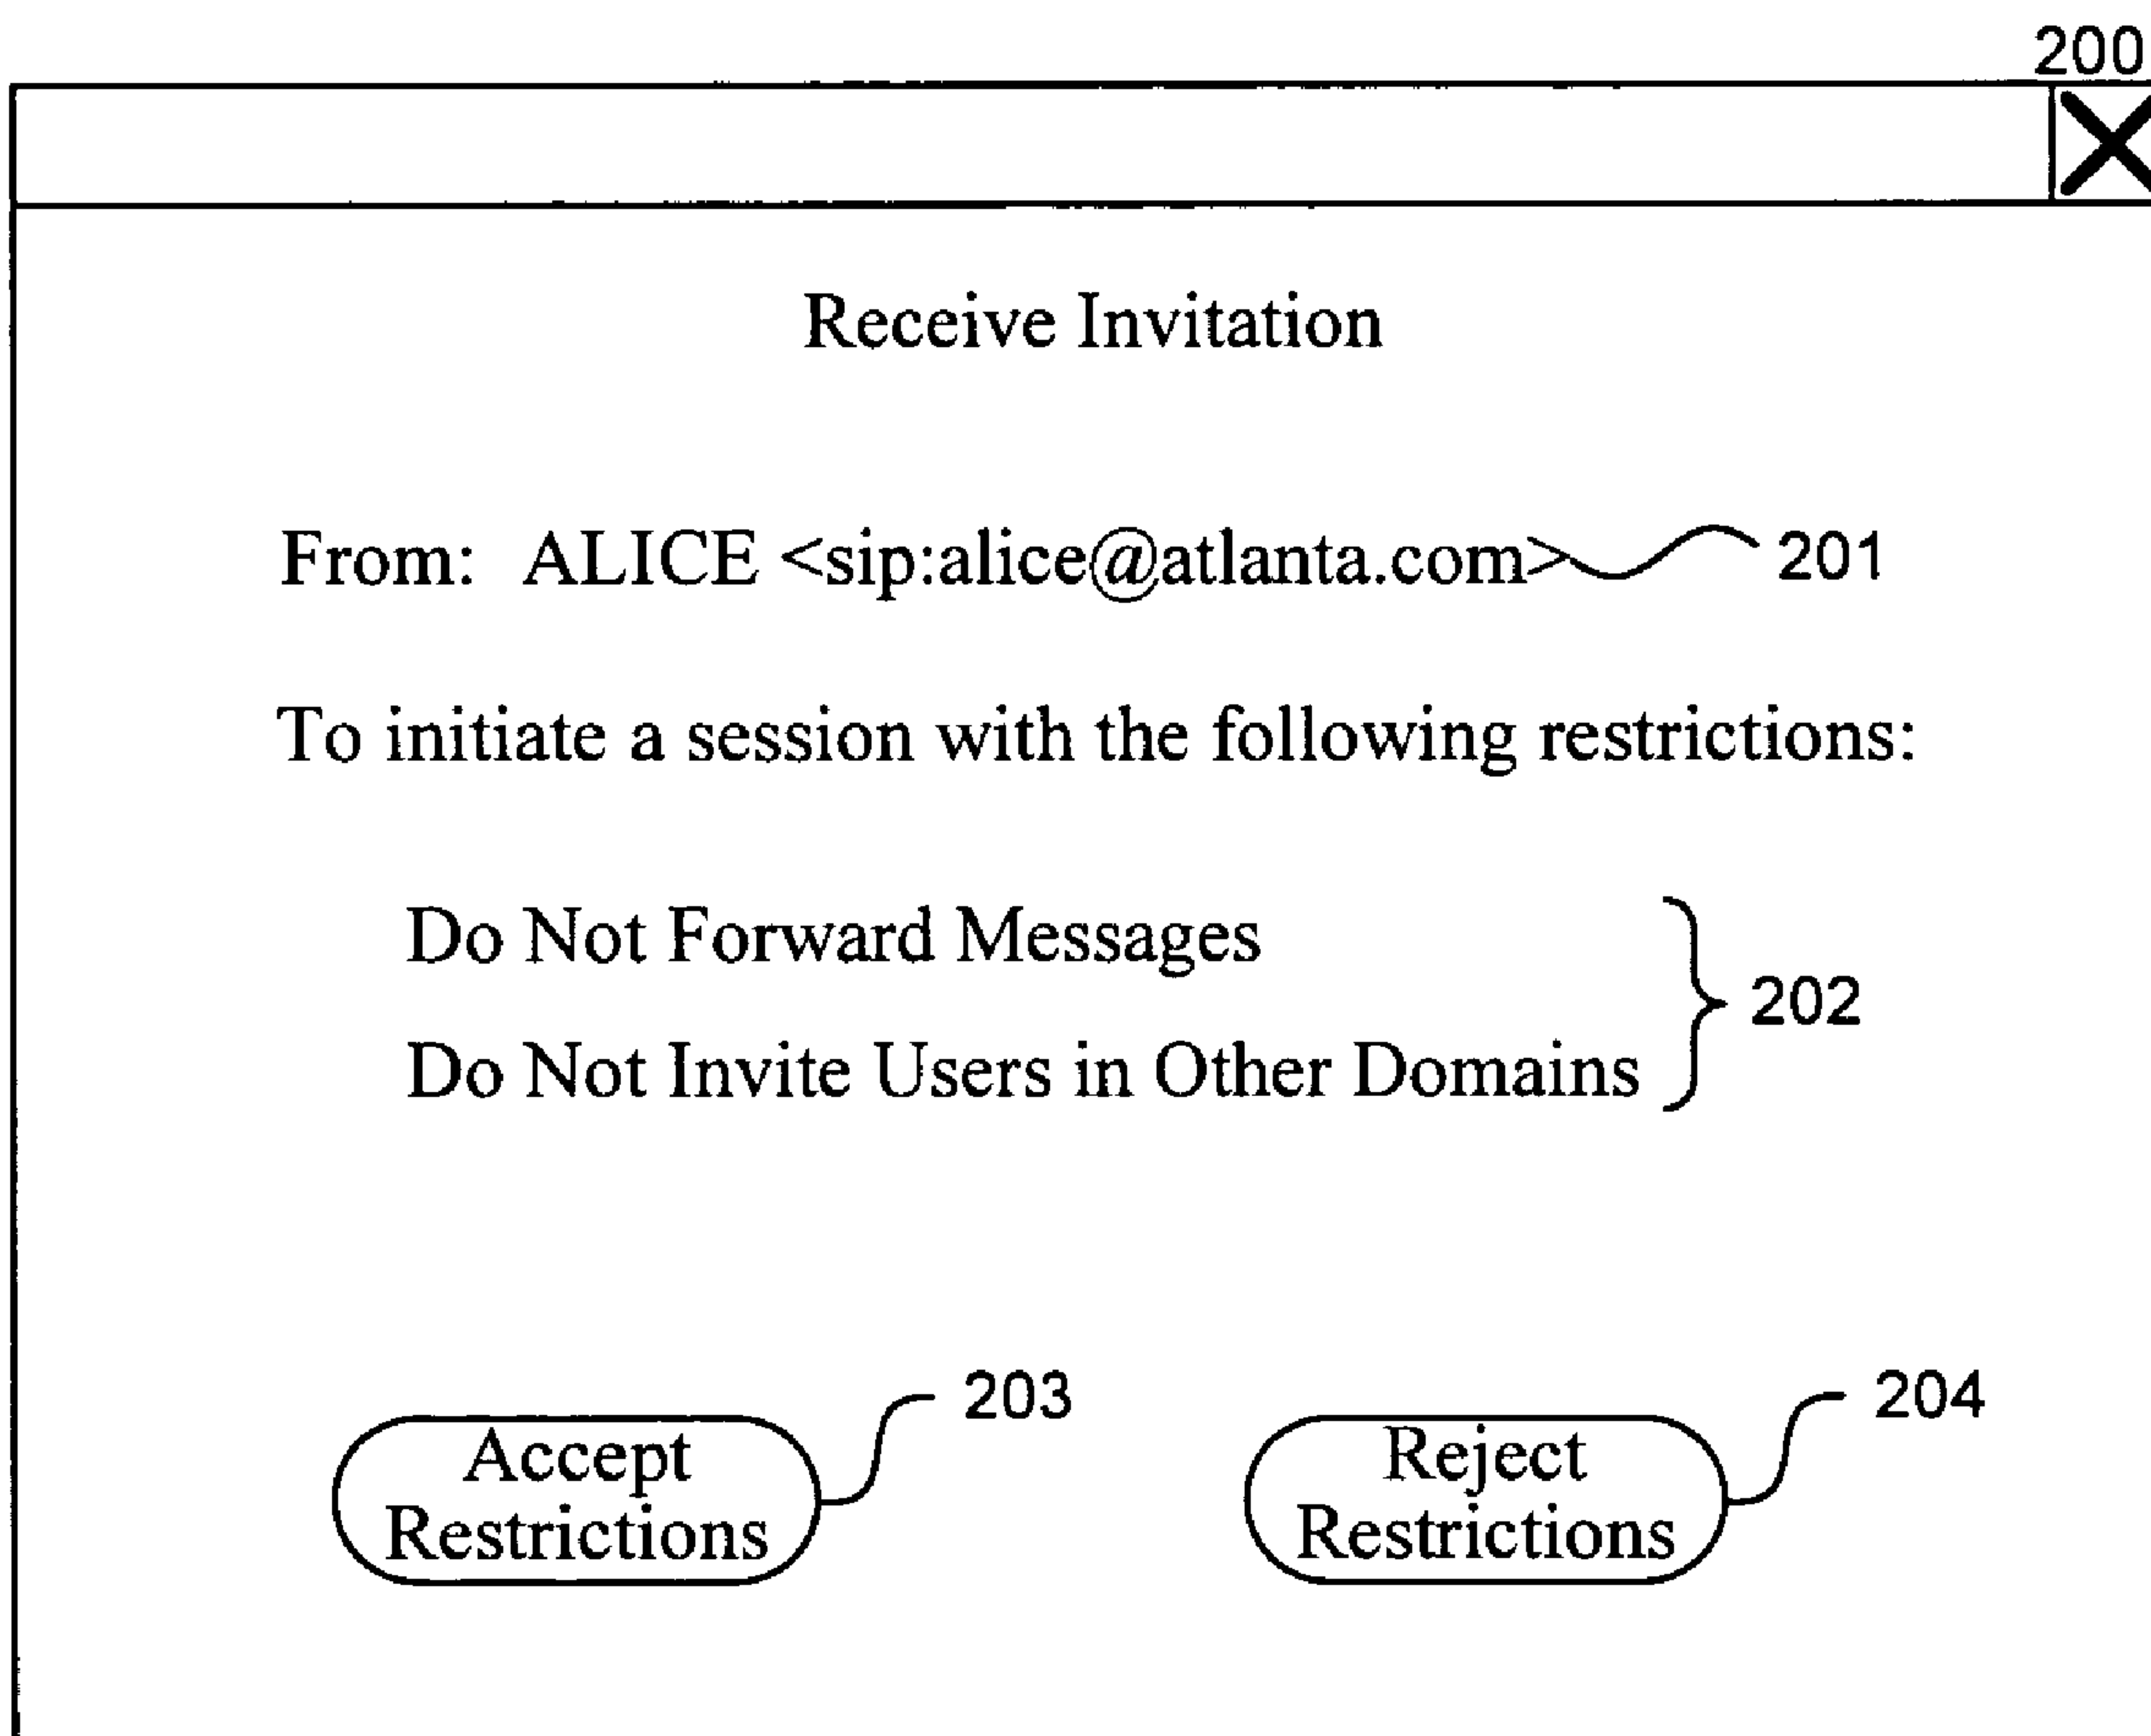 200
Receive Invitation
From: ALICE <sip:alice@atlanta.com> 201
To initiate a session with the following restrictions:
Do Not Forward Messages
202
Do Not Invite Users in Other Domains
203
204
Accept
Restrictions
Reject
Restrictions